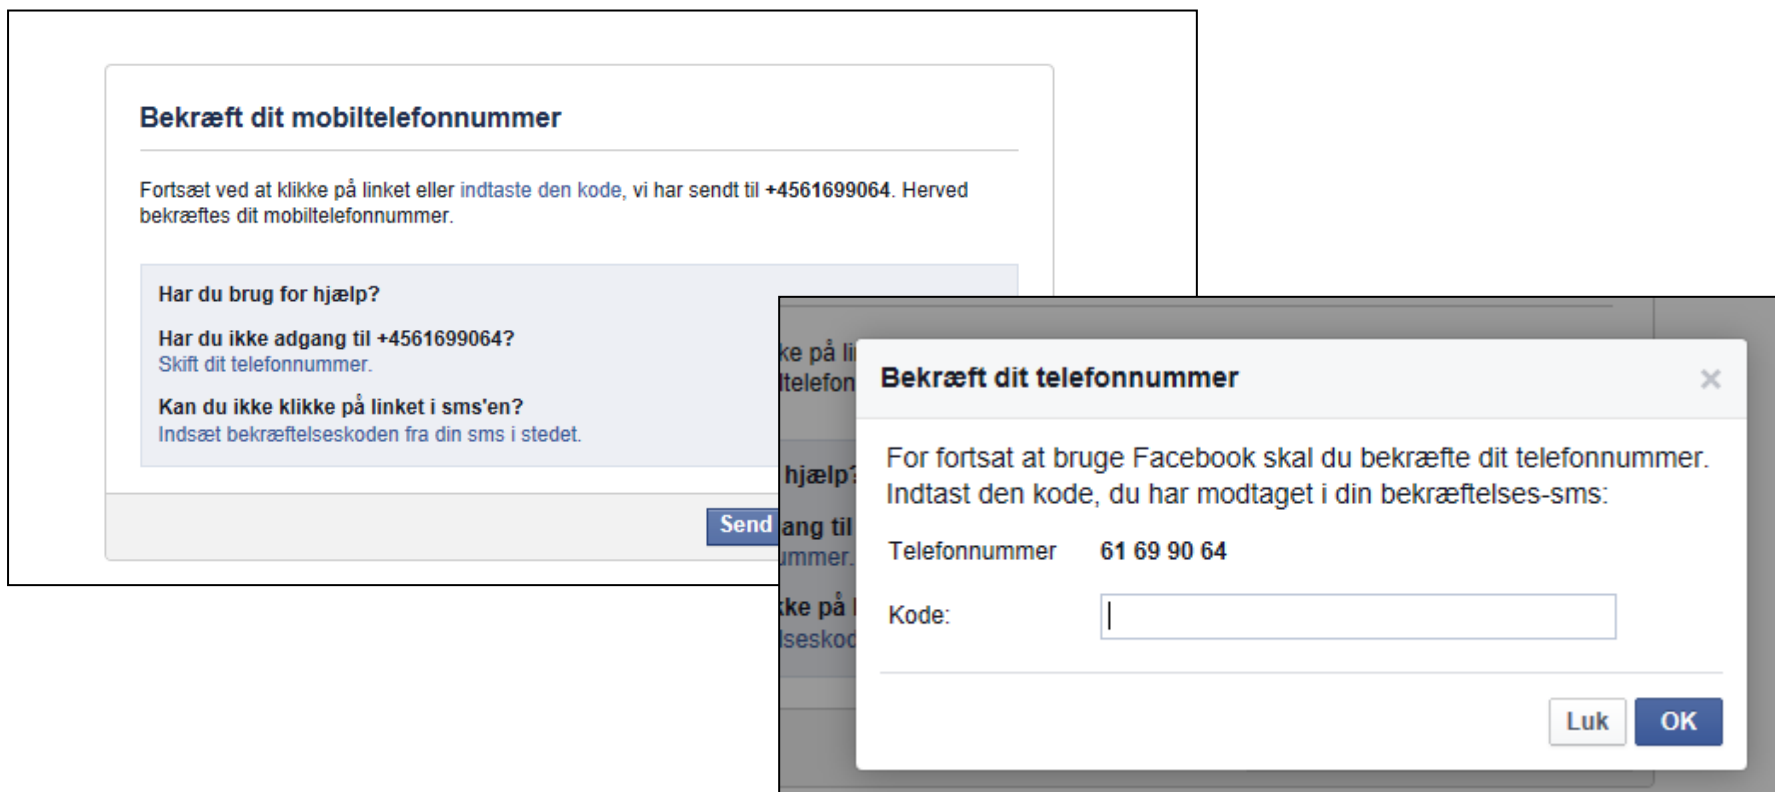 Bekræft dit mobiltelefonnummer
Fortsæt ved at klikke på linket eller indtaste den kode, vi har sendt til +4561699064. Herved
bekræftes dit mobiltelefonnummer.
Har du brug for hjælp?
Har du ikke adgang til +4561699064?
Skift dit telefonnummer.
Kan du ikke klikke på linket i sms'en?
Indsæt bekræftelseskoden fra din sms i stedet.
Send
ke på li
ltelefon
hjælp?
ang til
ummer.
ke på
lseskod
Bekræft dit telefonnummer
×
For fortsat at bruge Facebook skal du bekræfte dit telefonnummer.
Indtast den kode, du har modtaget i din bekræftelses-sms:
Telefonnummer 61 69 90 64
Kode:
Luk OK